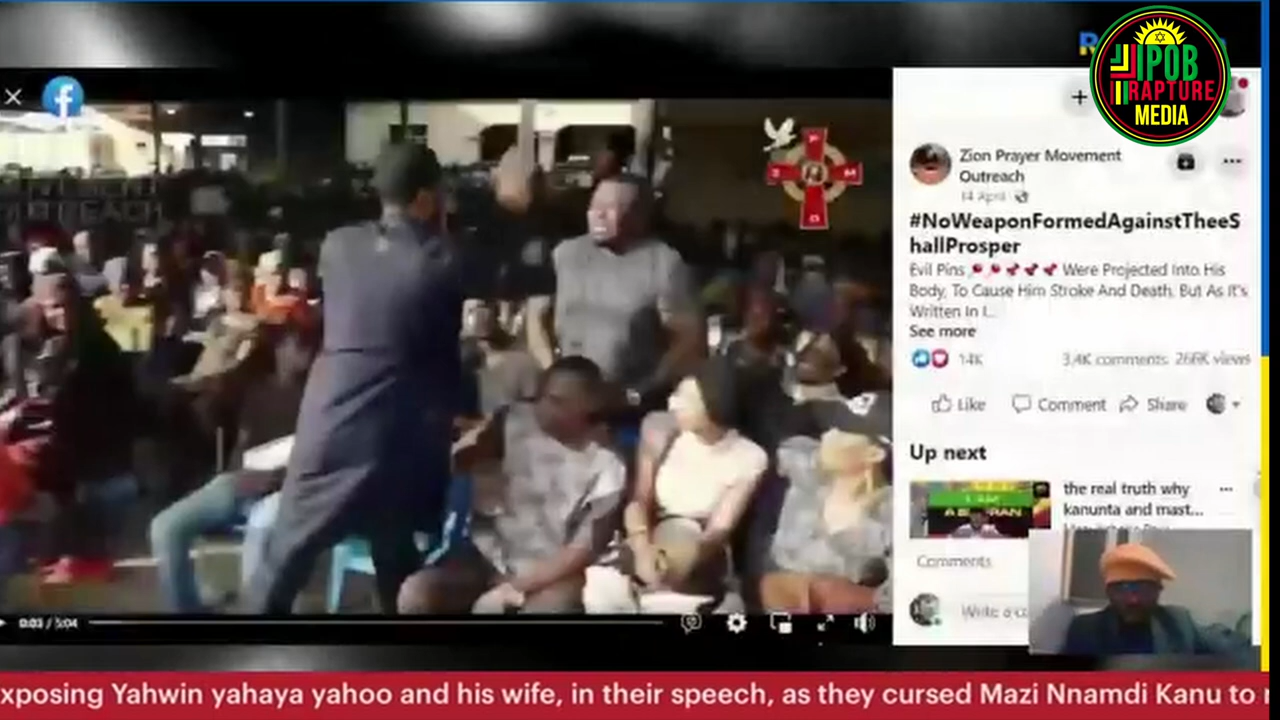 IPOB
RAPTURE
MEDIA
Zion Prayer Movement
Outreach
14 April
#NoWeaponFormedAgainstTheeS
hallProsper
Evil Pins 📍📍📌📌📌 Were Projected Into His
Body, To Cause Him Stroke And Death, But As It's
Written In I...
See more
14K
3.4K comments 266K views
Like
Comment
Share
Up next
the real truth why
kanunta and mast...
Comments
Write a co
0:03 / 5:04
xposing Yahwin yahaya yahoo and his wife, in their speech, as they cursed Mazi Nnamdi Kanu to